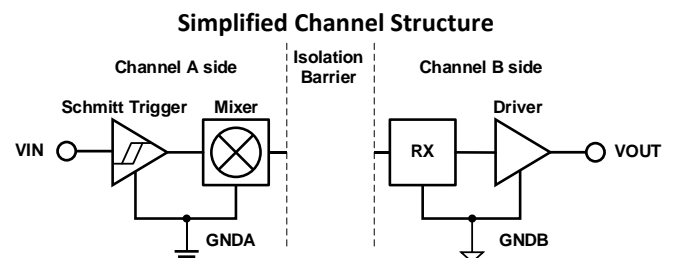 Simplified Channel Structure
Isolation
Barrier
Channel A side
Channel B side
Schmitt Trigger
Mixer
Driver
VIN
RX
VOUT
GNDA
GNDB